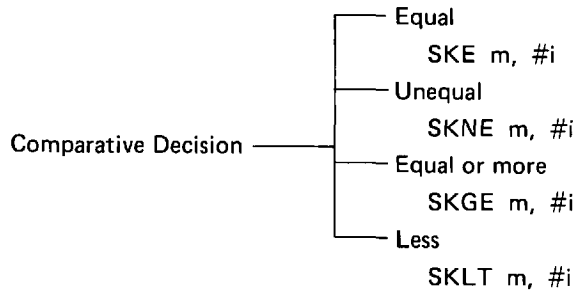 Equal
SKE m, #i
Unequal
SKNE m, #i
Comparative Decision
Equal or more
SKGE m, #i
Less
SKLT m, #i